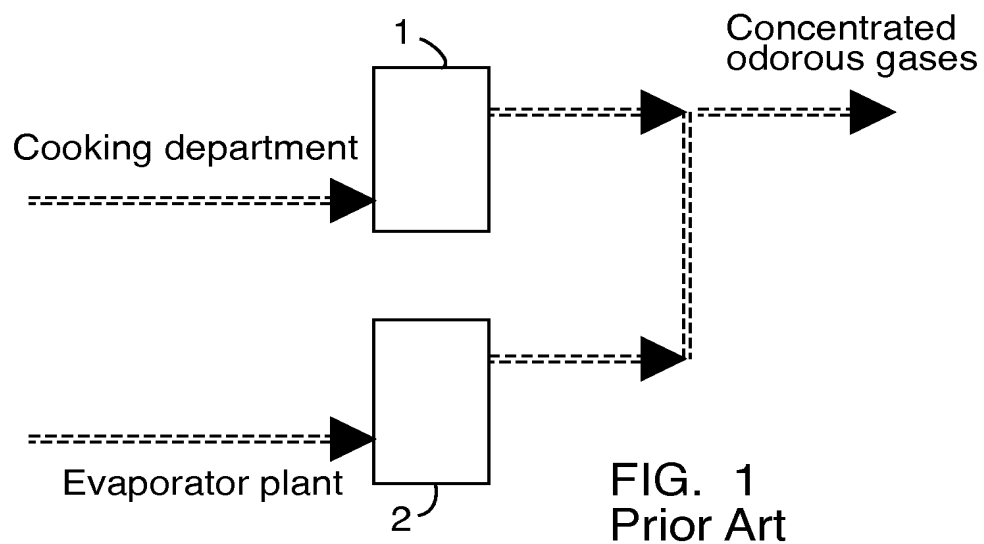 1
Concentrated
odorous gases
Cooking department
Evaporator plant
2
FIG. 1
Prior Art